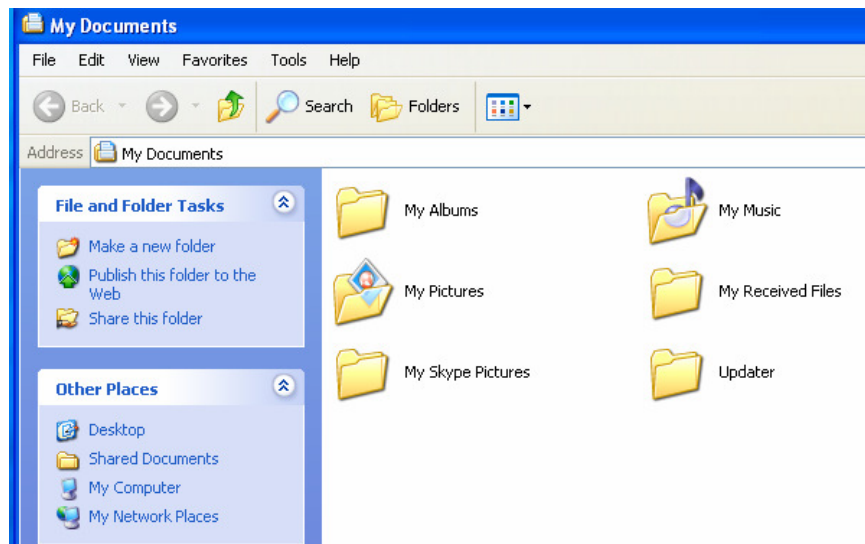 My Documents
File Edit View Favorites Tools Help
Back Search Folders
Address My Documents
File and Folder Tasks
Make a new folder
Publish this folder to the
Web
Share this folder
Other Places
Desktop
Shared Documents
My Computer
My Network Places
My Albums
My Music
My Pictures
My Received Files
My Skype Pictures
Updater